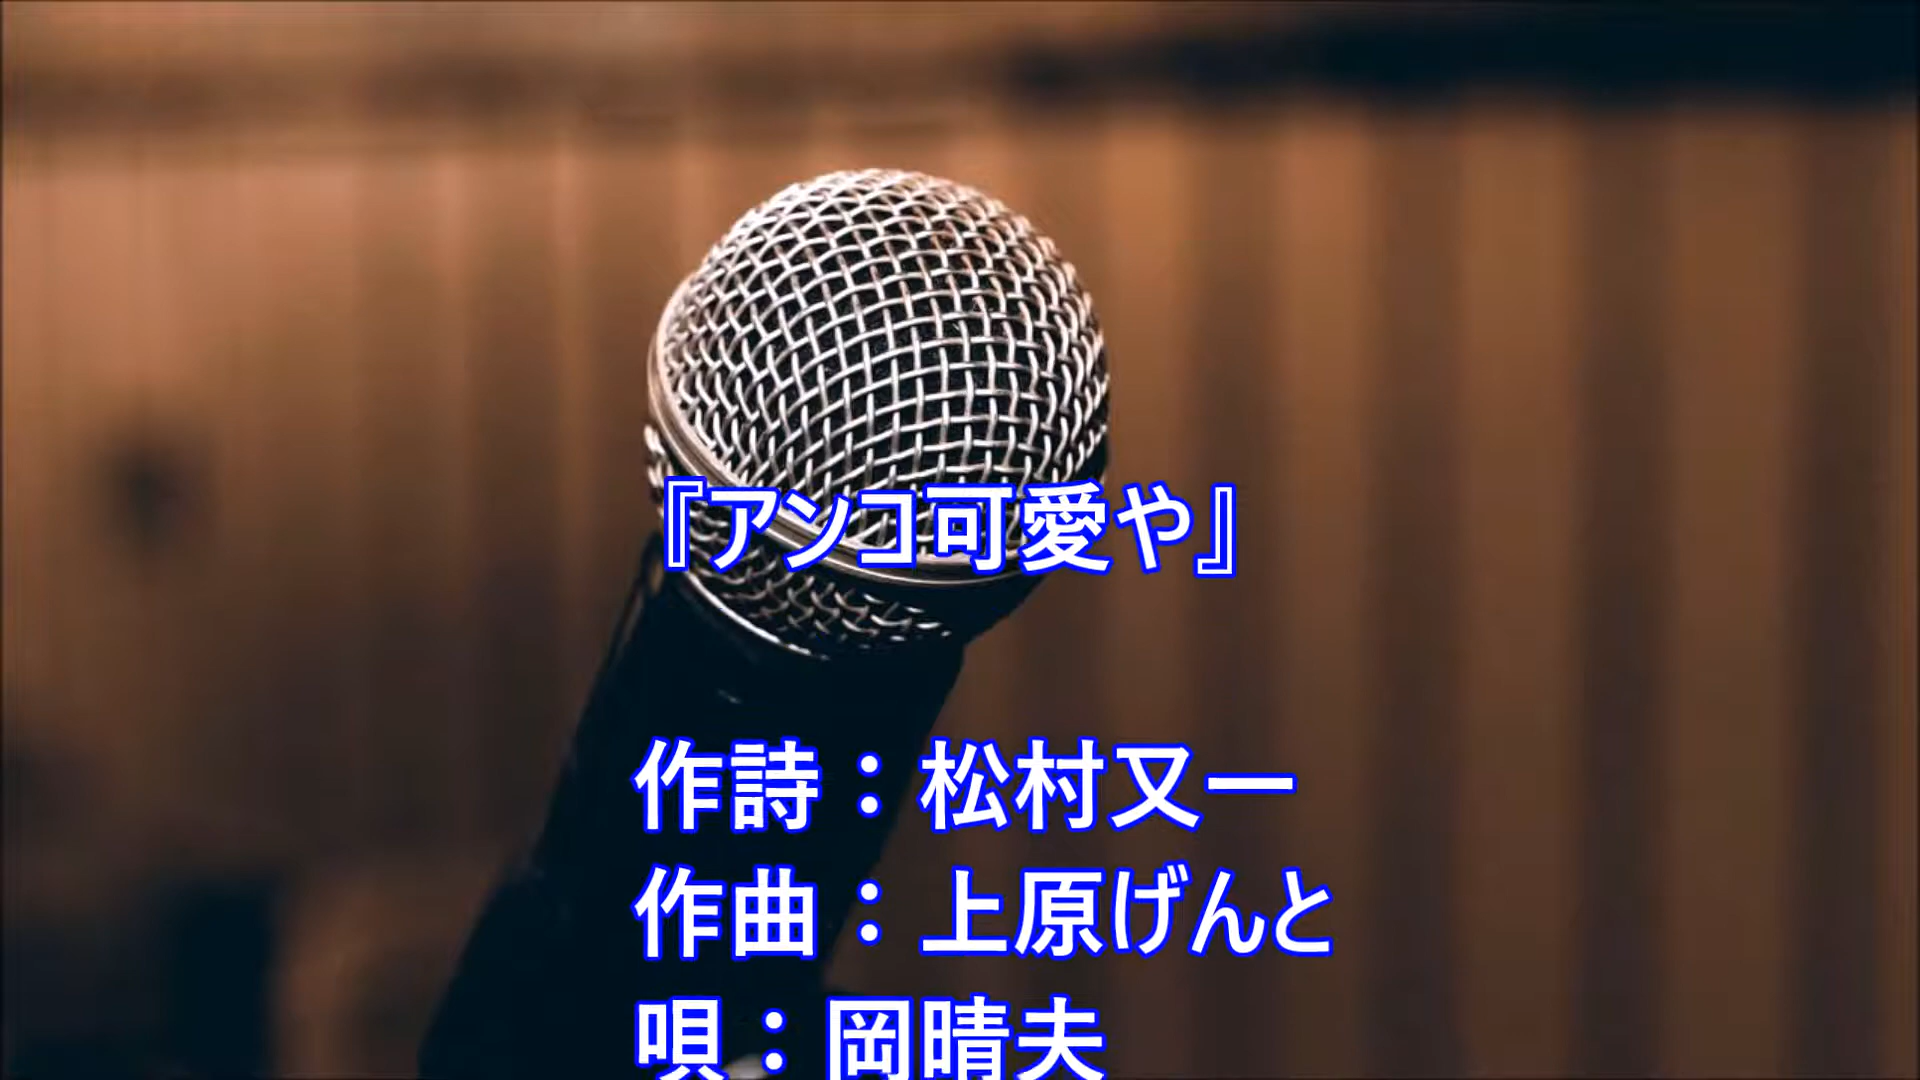 『アンコ可愛や』
作詩：松村又一
作曲：上原げんと
唄：岡晴夫